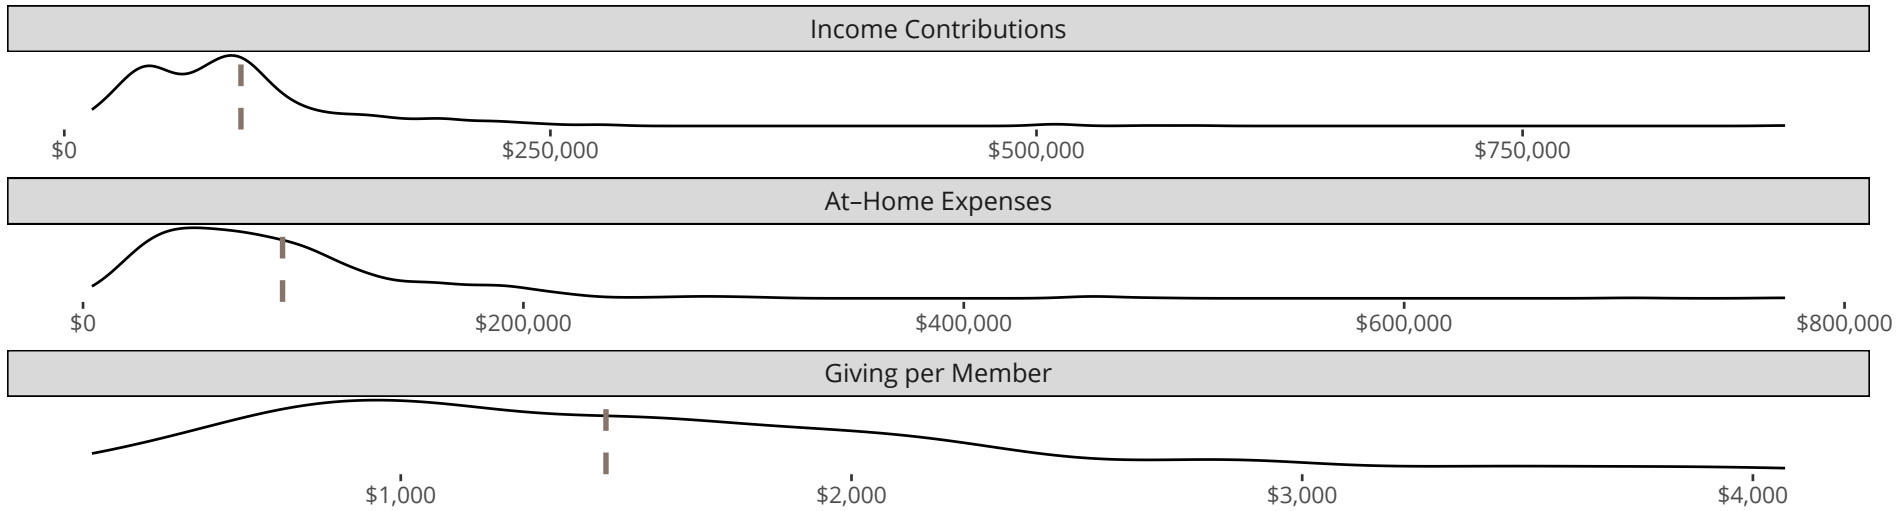 Income Contributions
$0 $250,000 $500,000 $750,000
At–Home Expenses
$0 $200,000 $400,000 $600,000 $800,000
Giving per Member
$1,000 $2,000 $3,000 $4,000